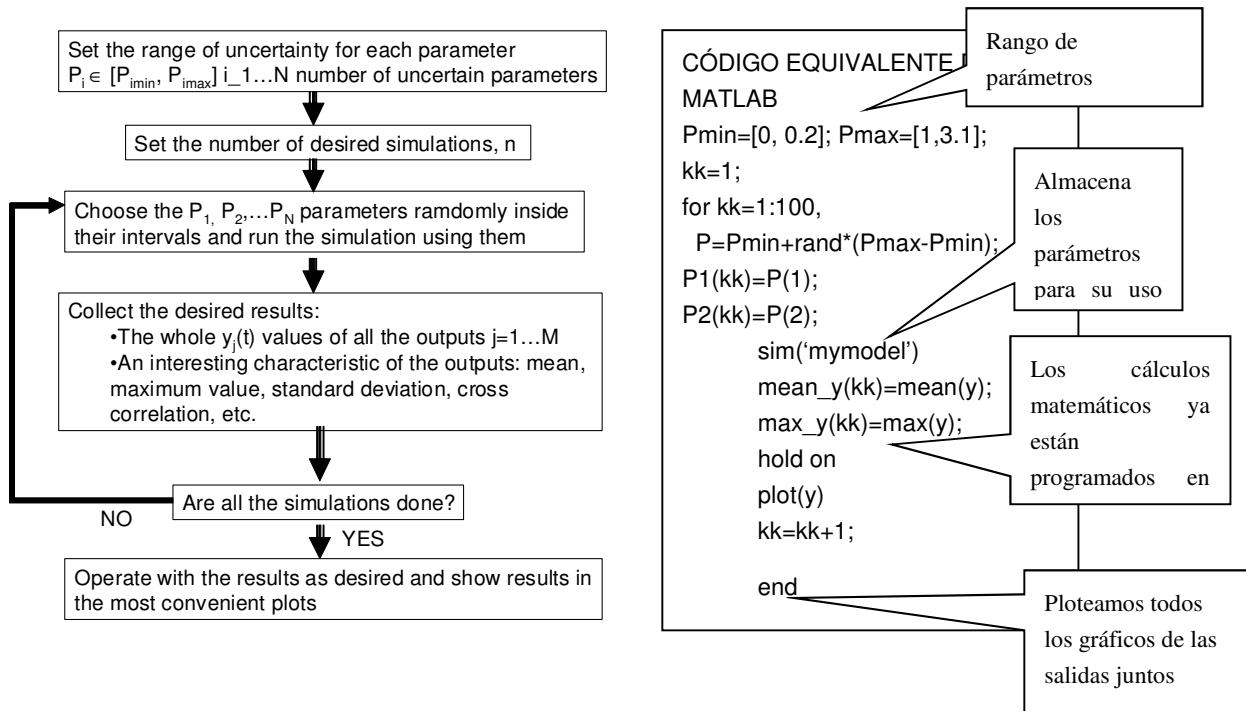 Set the range of uncertainty for each parameter
P_i ∈ [P_imin, P_imax] i_1…N number of uncertain parameters
Set the number of desired simulations, n
Choose the P_1, P_2,…P_N parameters ramdomly inside
their intervals and run the simulation using them
Collect the desired results:
•The whole y_j(t) values of all the outputs j=1…M
•An interesting characteristic of the outputs: mean,
maximum value, standard deviation, cross
correlation, etc.
Are all the simulations done?
NO
YES
Operate with the results as desired and show results in
the most convenient plots
CÓDIGO EQUIVALENTE
MATLAB
Pmin=[0, 0.2]; Pmax=[1,3.1];
kk=1;
for kk=1:100,
P=Pmin+rand*(Pmax-Pmin);
P1(kk)=P(1);
P2(kk)=P(2);
sim(‘mymodel’)
mean_y(kk)=mean(y);
max_y(kk)=max(y);
hold on
plot(y)
kk=kk+1;
end
Rango de
parámetros
Almacena
los
parámetros
para su uso
Los cálculos
matemáticos ya
están
programados en
Ploteamos todos
los gráficos de las
salidas juntos